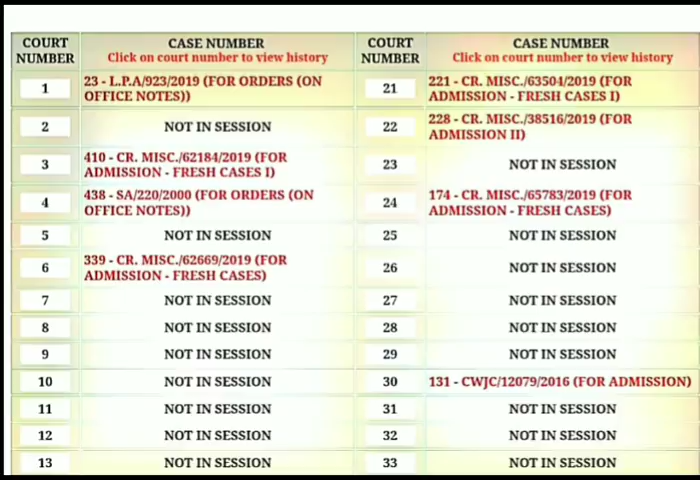 COURT NUMBER CASE NUMBER COURT NUMBER CASE NUMBER
Click on court number to view history Click on court number to view history
1 23 - L.P.A/923/2019 (FOR ORDERS (ON OFFICE NOTES)) 21 221 - CR. MISC./63504/2019 (FOR ADMISSION - FRESH CASES I)
2 NOT IN SESSION 22 228 - CR. MISC./38516/2019 (FOR ADMISSION II)
3 410 - CR. MISC./62184/2019 (FOR ADMISSION - FRESH CASES I) 23 NOT IN SESSION
4 438 - SA/220/2000 (FOR ORDERS (ON OFFICE NOTES)) 24 174 - CR. MISC./65783/2019 (FOR ADMISSION - FRESH CASES)
5 NOT IN SESSION 25 NOT IN SESSION
6 339 - CR. MISC./62669/2019 (FOR ADMISSION - FRESH CASES) 26 NOT IN SESSION
7 NOT IN SESSION 27 NOT IN SESSION
8 NOT IN SESSION 28 NOT IN SESSION
9 NOT IN SESSION 29 NOT IN SESSION
10 NOT IN SESSION 30 131 - CWJC/12079/2016 (FOR ADMISSION)
11 NOT IN SESSION 31 NOT IN SESSION
12 NOT IN SESSION 32 NOT IN SESSION
13 NOT IN SESSION 33 NOT IN SESSION